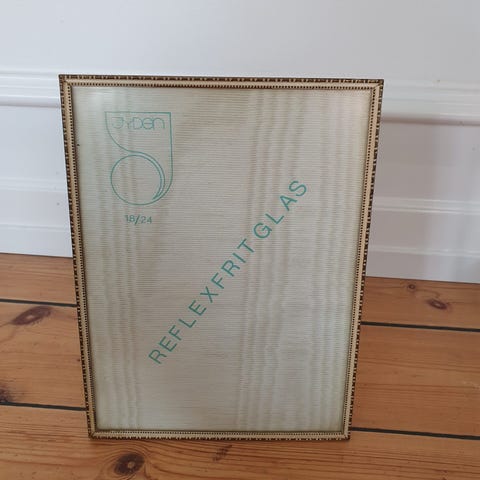 JYDen
18/24
REFLEXFRIT GLAS